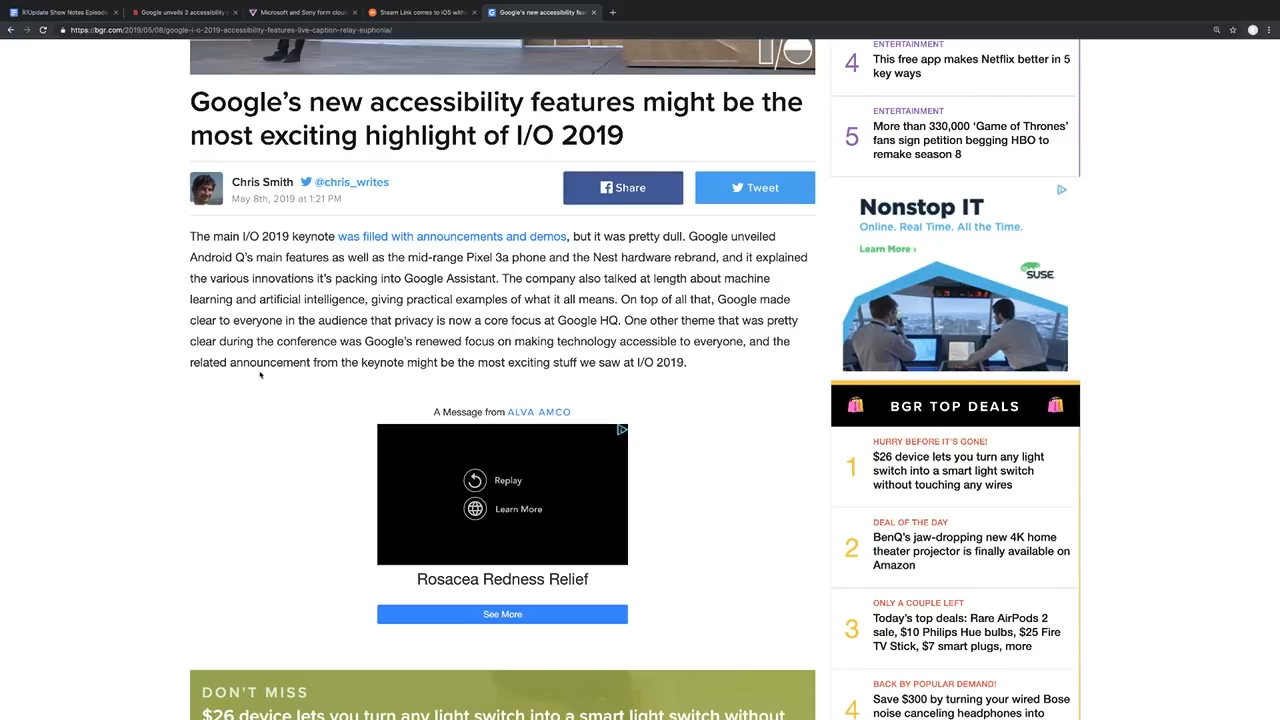 R/Update Show Notes Episode
Google unveils 3 accessibility
Microsoft and Sony form cloud
Steam Link comes to iOS with
Google's new accessibility fea
https://bgr.com/2019/05/08/google-i-o-2019-accessibility-features-live-caption-relay-euphonia/
I/O
Google's new accessibility features might be the
most exciting highlight of I/O 2019
Chris Smith @chris_writes
May 8th, 2019 at 1:21 PM
Share
Tweet
The main I/O 2019 keynote was filled with announcements and demos, but it was pretty dull. Google unveiled
Android Q's main features as well as the mid-range Pixel 3a phone and the Nest hardware rebrand, and it explained
the various innovations it's packing into Google Assistant. The company also talked at length about machine
learning and artificial intelligence, giving practical examples of what it all means. On top of all that, Google made
clear to everyone in the audience that privacy is now a core focus at Google HQ. One other theme that was pretty
clear during the conference was Google's renewed focus on making technology accessible to everyone, and the
related announcement from the keynote might be the most exciting stuff we saw at I/O 2019.
A Message from ALVA AMCO
Replay
Learn More
Rosacea Redness Relief
See More
DON'T MISS
$26 device lets you turn any light switch into a smart light switch without
ENTERTAINMENT
4
This free app makes Netflix better in 5
key ways
ENTERTAINMENT
5
More than 330,000 'Game of Thrones'
fans sign petition begging HBO to
remake season 8
Nonstop IT
Online. Real Time. All the Time.
Learn More ›
SUSE
BGR TOP DEALS
HURRY BEFORE IT'S GONE!
1
$26 device lets you turn any light
switch into a smart light switch
without touching any wires
DEAL OF THE DAY
2
BenQ's jaw-dropping new 4K home
theater projector is finally available on
Amazon
ONLY A COUPLE LEFT
3
Today's top deals: Rare AirPods 2
sale, $10 Philips Hue bulbs, $25 Fire
TV Stick, $7 smart plugs, more
BACK BY POPULAR DEMAND!
4
Save $300 by turning your wired Bose
noise canceling headphones into